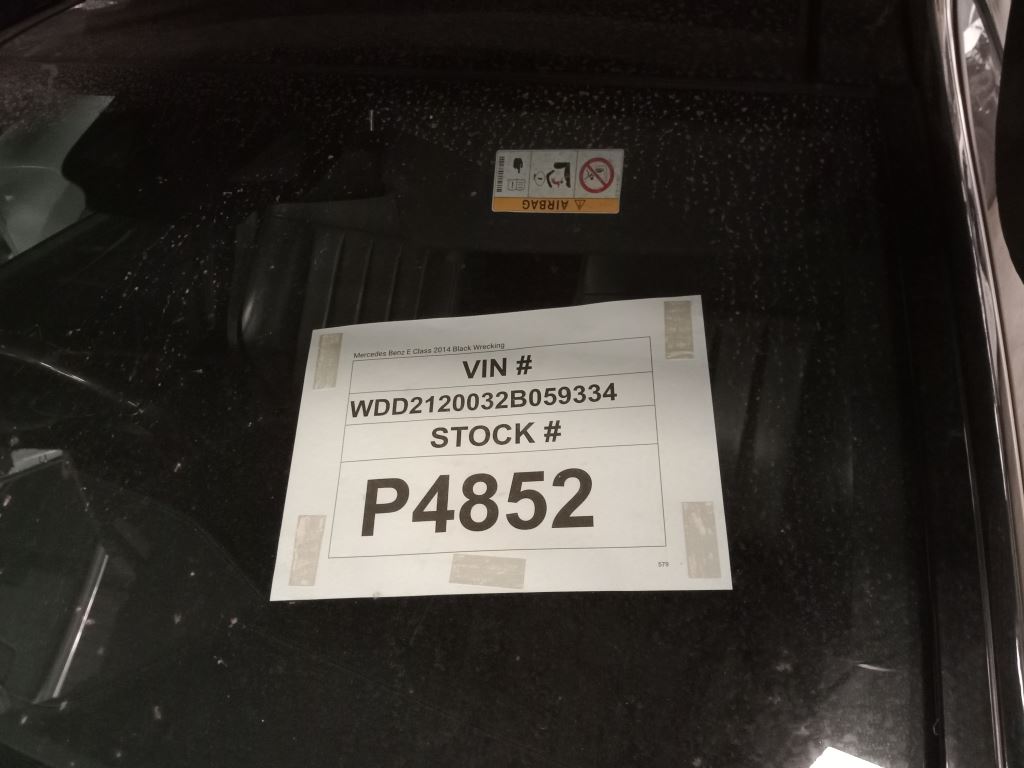 AIRBAG
Mercedes Benz E Class 2014 Black Wrecking
VIN #
WDD2120032B059334
STOCK #
P4852
579